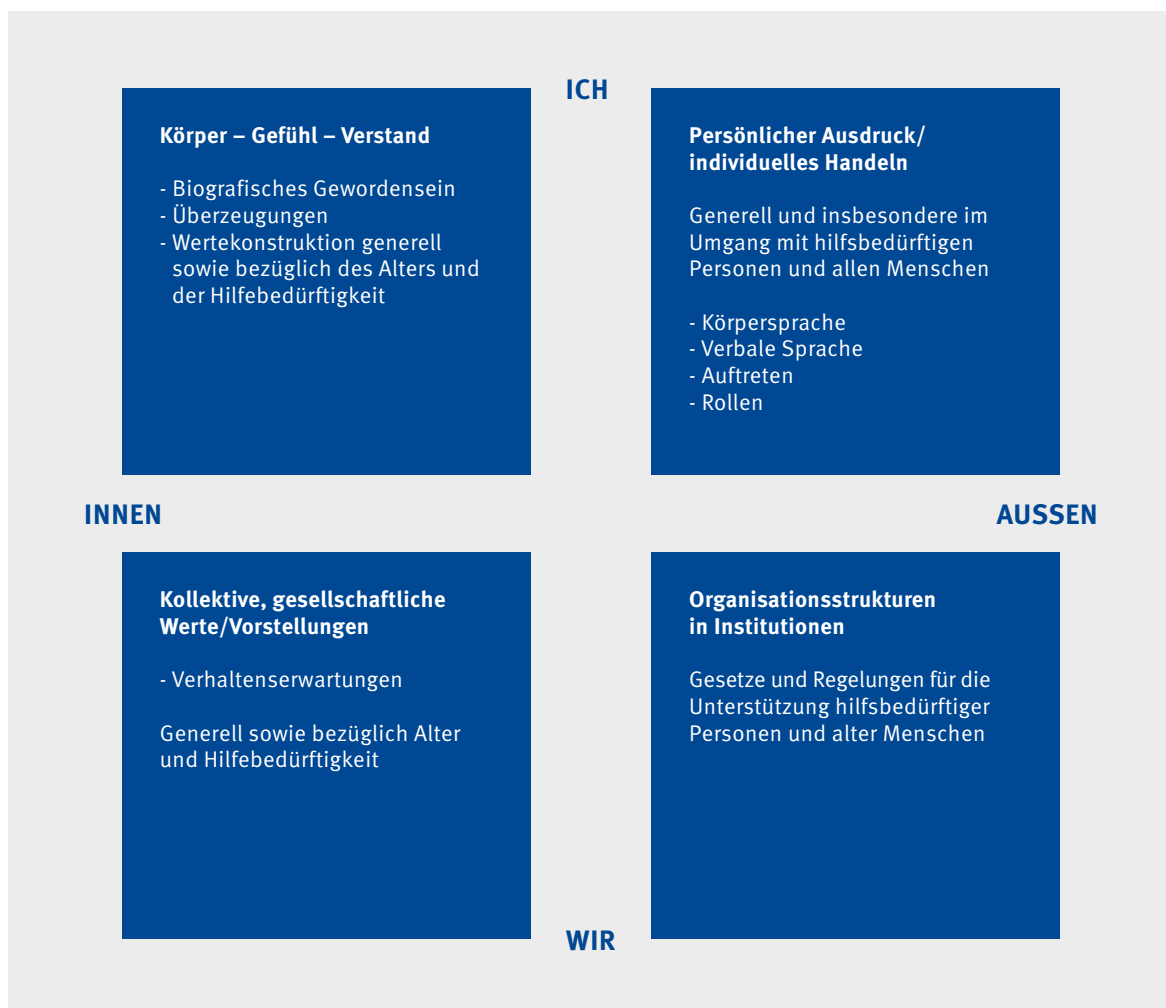 ICH
Körper – Gefühl – Verstand
- Biografisches Gewordensein
- Überzeugungen
- Wertekonstruktion generell
sowie bezüglich des Alters und
der Hilfebedürftigkeit
Persönlicher Ausdruck/
individuelles Handeln
Generell und insbesondere im
Umgang mit hilfsbedürftigen
Personen und allen Menschen
- Körpersprache
- Verbale Sprache
- Auftreten
- Rollen
INNEN
AUSSEN
Kollektive, gesellschaftliche
Werte/Vorstellungen
- Verhaltenserwartungen
Generell sowie bezüglich Alter
und Hilfebedürftigkeit
Organisationsstrukturen
in Institutionen
Gesetze und Regelungen für die
Unterstützung hilfsbedürftiger
Personen und alter Menschen
WIR